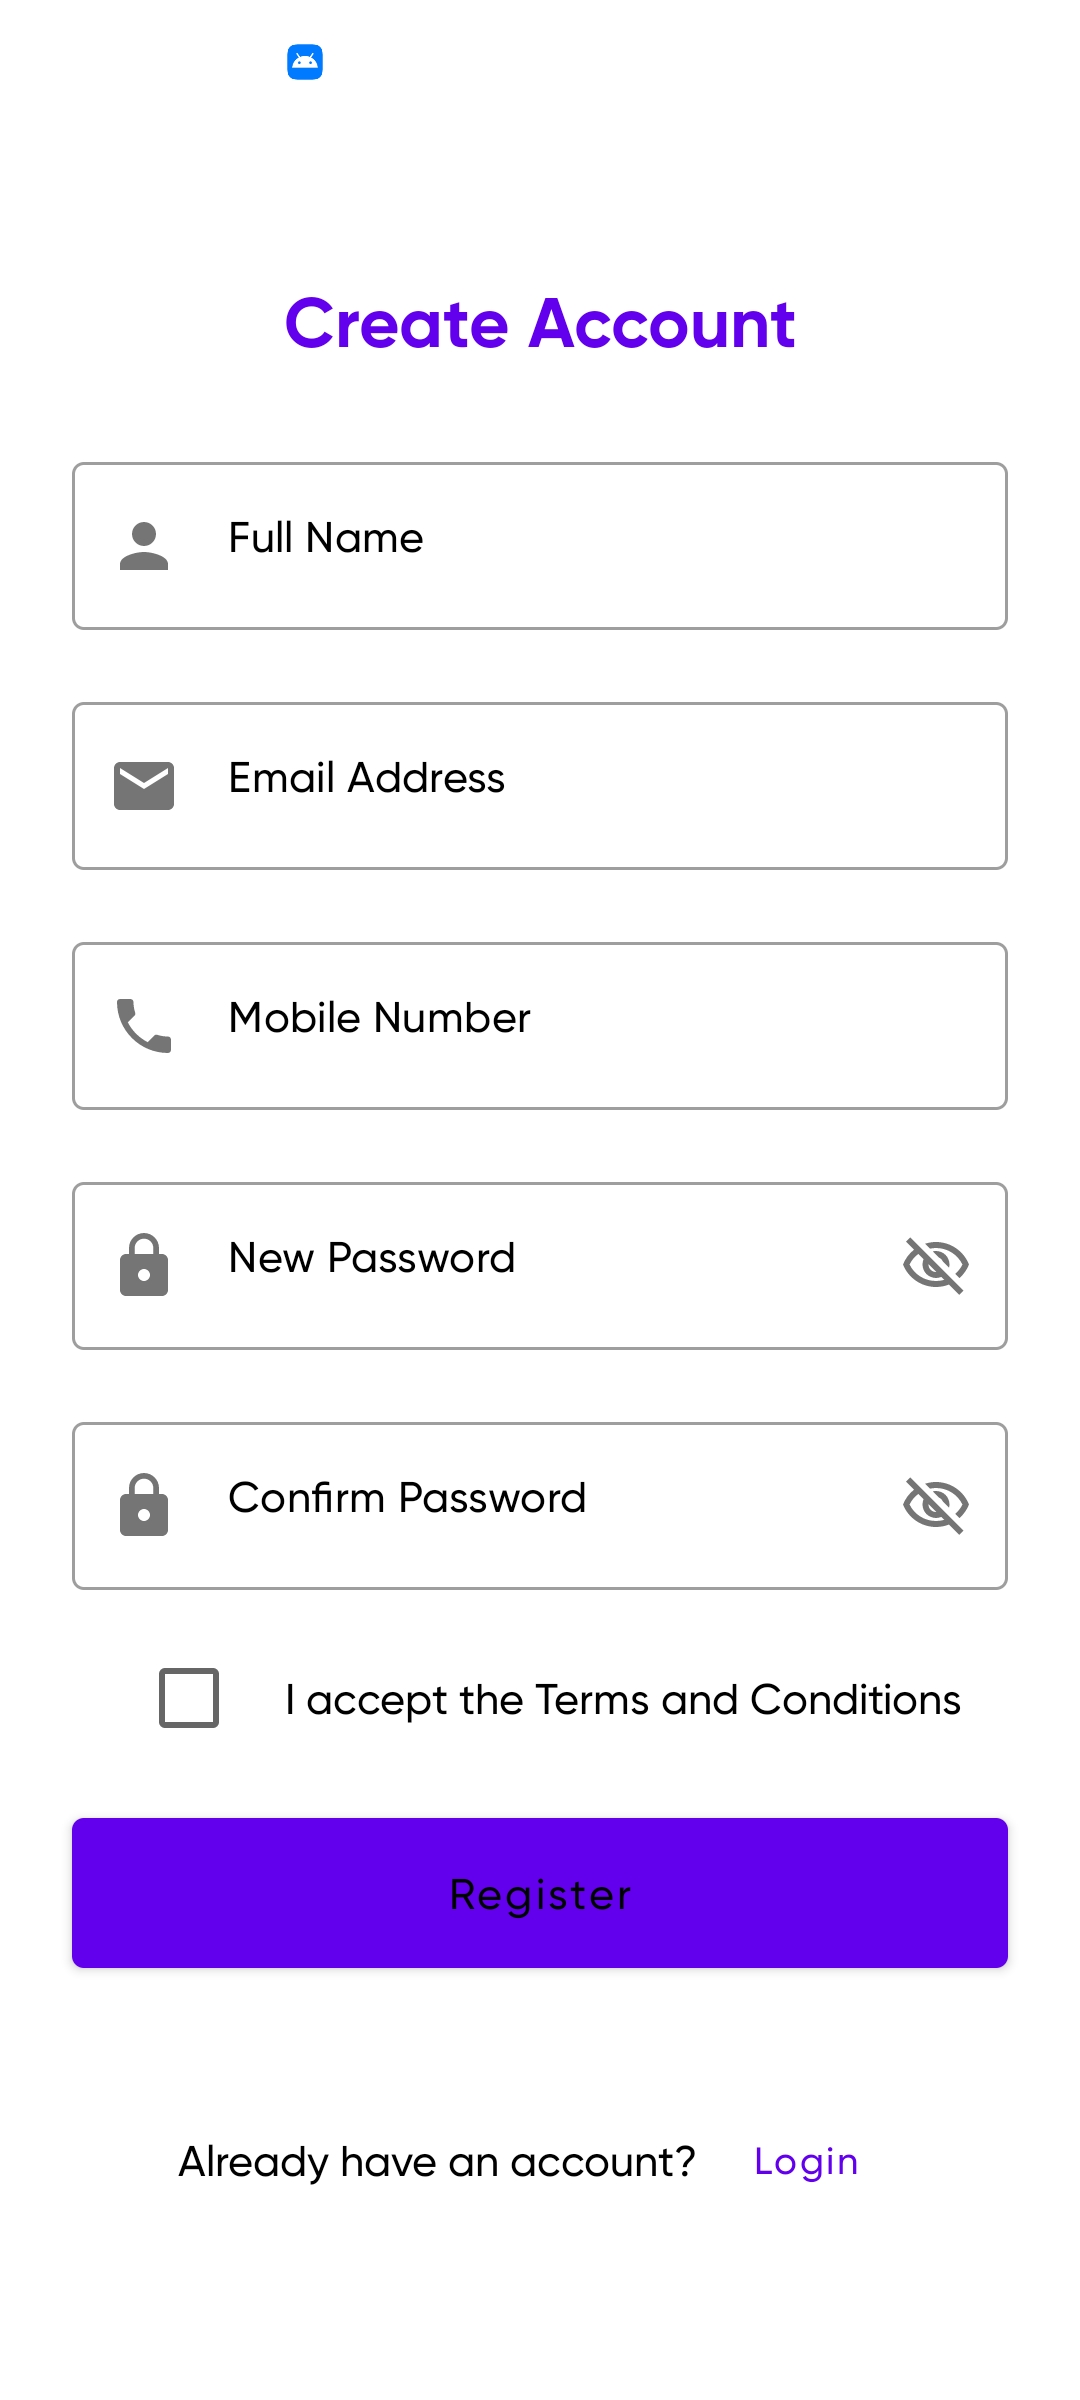 Create Account
Full Name
Email Address
Mobile Number
New Password
Confirm Password
I accept the Terms and Conditions
Register
Already have an account? Login